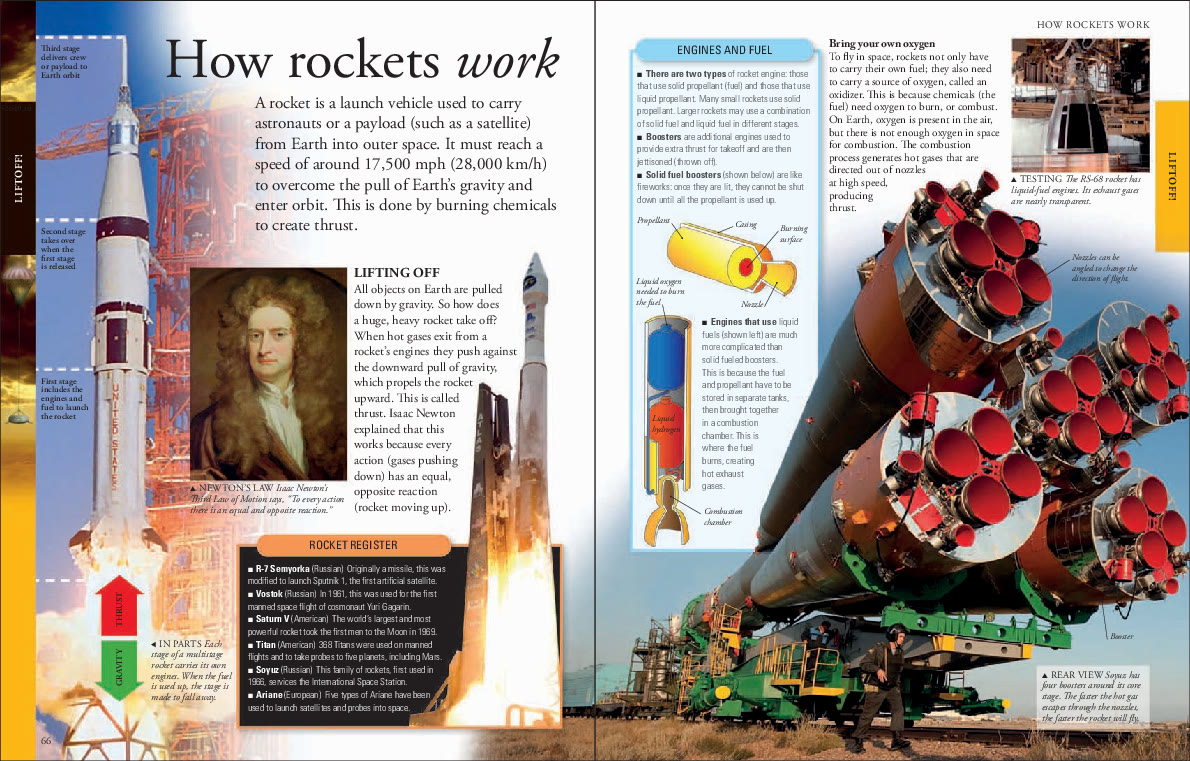 Third stage
delivers crew
or payload to
Earth orbit
LIFTOFF!
Second stage
takes over
when the
first stage
is released
First stage
includes the
engines and
fuel to launch
the rocket
UNITED STATES
THRUST
GRAVITY
How rockets work
A rocket is a launch vehicle used to carry
astronauts or a payload (such as a satellite)
from Earth into outer space. It must reach a
speed of around 17,500 mph (28,000 km/h)
to overcome the pull of Earth's gravity and
enter orbit. This is done by burning chemicals
to create thrust.
LIFTING OFF
All objects on Earth are pulled
down by gravity. So how does
a huge, heavy rocket take off?
When hot gases exit from a
rocket's engines they push against
the downward pull of gravity,
which propels the rocket
upward. This is called
thrust. Isaac Newton
explained that this
works because every
action (gases pushing
down) has an equal,
opposite reaction
(rocket moving up).
▲ NEWTON'S LAW Isaac Newton's
Third Law of Motion says, "To every action
there is an equal and opposite reaction."
ROCKET REGISTER
■ R-7 Semyorka (Russian) Originally a missile, this was
modified to launch Sputnik 1, the first artificial satellite.
■ Vostok (Russian) In 1961, this was used for the first
manned space flight of cosmonaut Yuri Gagarin.
■ Saturn V (American) The world's largest and most
powerful rocket took the first men to the Moon in 1969.
■ Titan (American) 368 Titans were used on manned
flights and to take probes to five planets, including Mars.
■ Soyuz (Russian) This family of rockets, first used in
1966, services the International Space Station.
■ Ariane (European) Five types of Ariane have been
used to launch satellites and probes into space.
◄ IN PARTS Each
stage of a multistage
rocket carries its own
engines. When the fuel
is used up, the stage is
made to fall away.
66
HOW ROCKETS WORK
ENGINES AND FUEL
■ There are two types of rocket engine: those
that use solid propellant (fuel) and those that use
liquid propellant. Many small rockets use solid
propellant. Larger rockets may use a combination
of solid fuel and liquid fuel in different stages.
■ Boosters are additional engines used to
provide extra thrust for takeoff and are then
jettisoned (thrown off).
■ Solid fuel boosters (shown below) are like
fireworks: once they are lit, they cannot be shut
down until all the propellant is used up.
Propellant
Casing
Burning
surface
Nozzle
Liquid oxygen
needed to burn
the fuel
Liquid
hydrogen
Combustion
chamber
■ Engines that use liquid
fuels (shown left) are much
more complicated than
solid fueled boosters.
This is because the fuel
and propellant have to be
stored in separate tanks,
then brought together
in a combustion
chamber. This is
where the fuel
burns, creating
hot exhaust
gases.
Bring your own oxygen
To fly in space, rockets not only have
to carry their own fuel; they also need
to carry a source of oxygen, called an
oxidizer. This is because chemicals (the
fuel) need oxygen to burn, or combust.
On Earth, oxygen is present in the air,
but there is not enough oxygen in space
for combustion. The combustion
process generates hot gases that are
directed out of nozzles
at high speed,
producing
thrust.
▲ TESTING The RS-68 rocket has
liquid-fuel engines. Its exhaust gases
are nearly transparent.
LIFTOFF!
Nozzles can be
angled to change the
direction of flight.
Booster
▲ REAR VIEW Soyuz has
four boosters around its core
stage. The faster the hot gas
escapes through the nozzles,
the faster the rocket will fly.